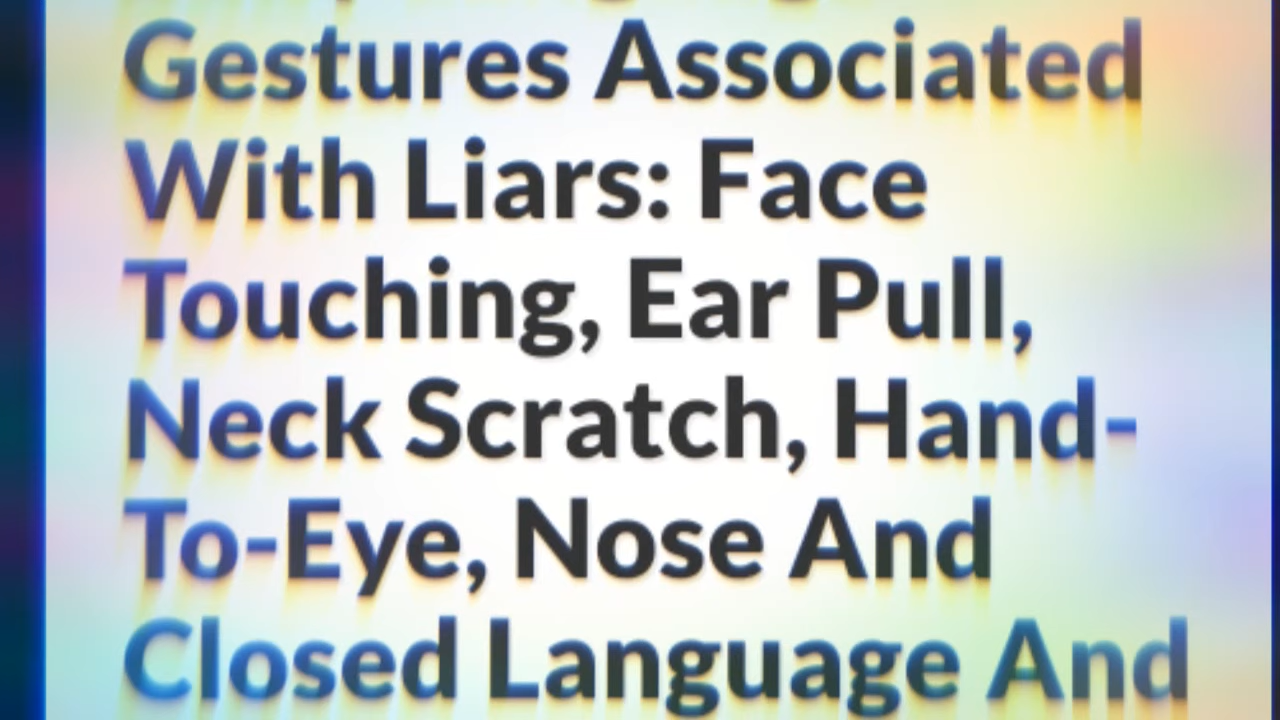 Gestures Associated
With Liars: Face
Touching, Ear Pull,
Neck Scratch, Hand-
To-Eye, Nose And
Closed Language And